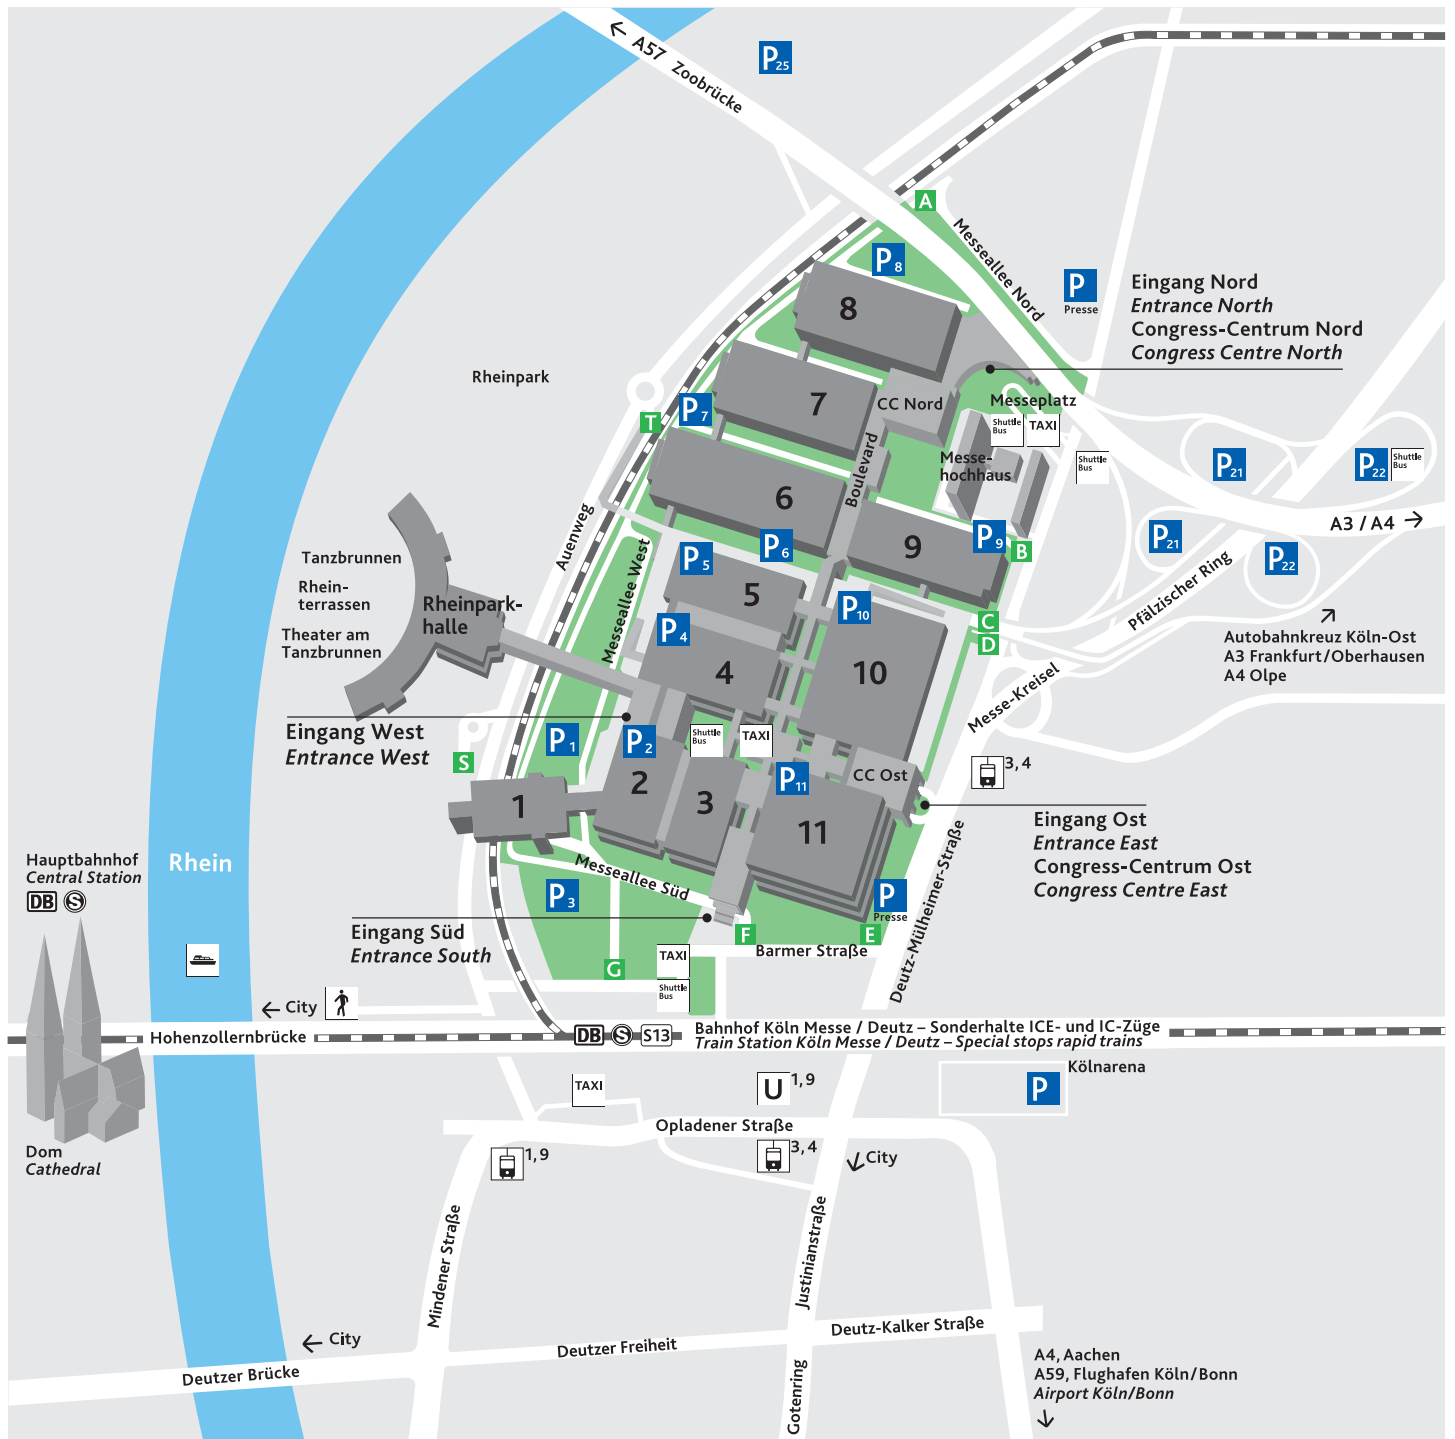 ← A57 Zoobrücke
P25
A
Messeallee Nord
P8
P
Presse
Eingang Nord
Entrance North
Congress-Centrum Nord
Congress Centre North
8
Rheinpark
7
CC Nord
Messeplatz
P7
T
Shuttle
Bus
TAXI
Boulevard
Messe-
hochhaus
Shuttle
Bus
P21
P22
Shuttle
Bus
6
Auenweg
A3 / A4 →
P6
9
P9
B
P21
P22
Messeallee West
P5
5
Tanzbrunnen
Rhein-
terrassen
Theater am
Tanzbrunnen
Rheinpark-
halle
P10
C
D
Pfälzischer Ring
P4
4
10
Autobahnkreuz Köln-Ost
A3 Frankfurt/Oberhausen
A4 Olpe
Messe-Kreisel
Eingang West
Entrance West
P1
P2
Shuttle
Bus
TAXI
S
P11
CC Ost
3, 4
1
2
3
11
Eingang Ost
Entrance East
Congress-Centrum Ost
Congress Centre East
Deutz-Mülheimer-Straße
Hauptbahnhof
Central Station
DB S
Rhein
Messeallee Süd
P3
P
Presse
Eingang Süd
Entrance South
F
E
Barmer Straße
G
TAXI
Shuttle
Bus
← City
Hohenzollernbrücke
DB S S13
Bahnhof Köln Messe / Deutz – Sonderhalte ICE- und IC-Züge
Train Station Köln Messe / Deutz – Special stops rapid trains
Kölnarena
P
TAXI
U 1, 9
Opladener Straße
Dom
Cathedral
1, 9
3, 4
↙ City
Mindener Straße
Justinianstraße
← City
Deutzer Brücke
Deutzer Freiheit
Deutz-Kalker Straße
Gotenring
A4, Aachen
A59, Flughafen Köln/Bonn
Airport Köln/Bonn